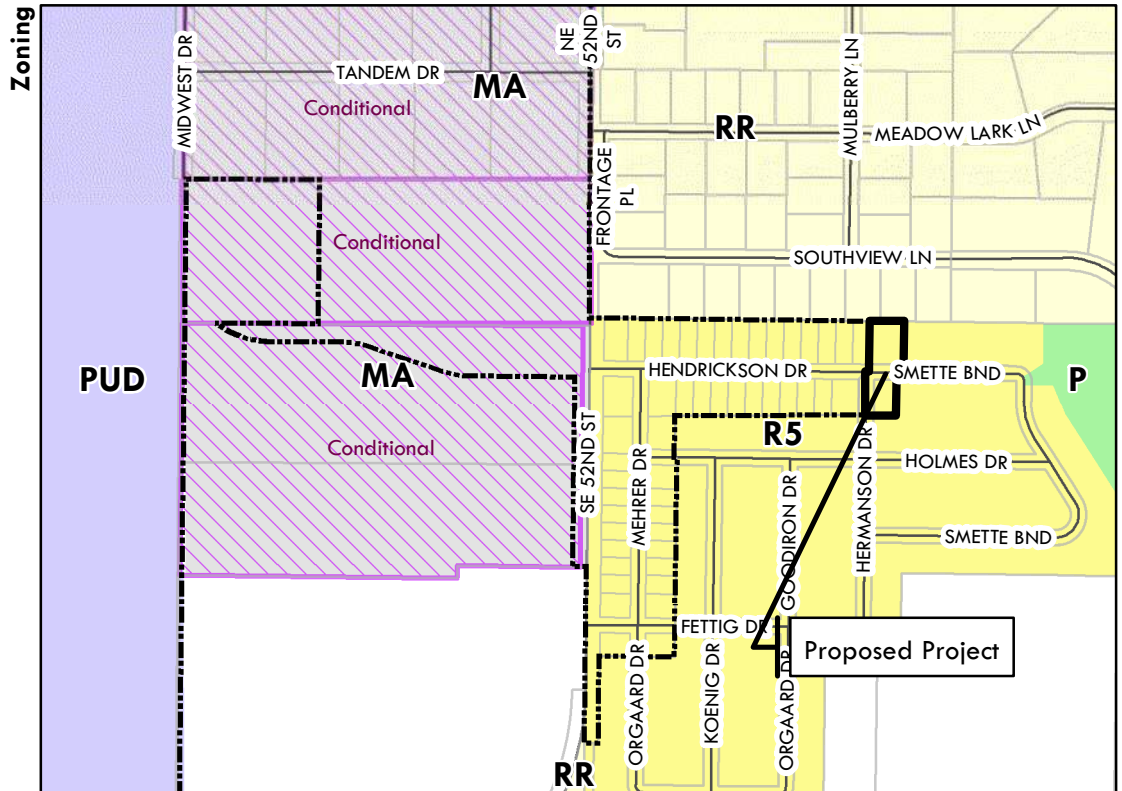 Zoning
MIDWEST DR
TANDEM DR
MA
Conditional
NE
52ND
ST
RR
MULBERRY LN
MEADOW LARK LN
FRONTAGE
PL
Conditional
SOUTHVIEW LN
PUD
MA
HENDRICKSON DR
SMETTE BND
P
R5
Conditional
SE 52ND ST
MEHRER DR
HOLMES DR
GOODIRON DR
HERMANSON DR
SMETTE BND
FETTIG DR
Proposed Project
ORGAARD DR
KOENIG DR
ORGAARD DR
RR